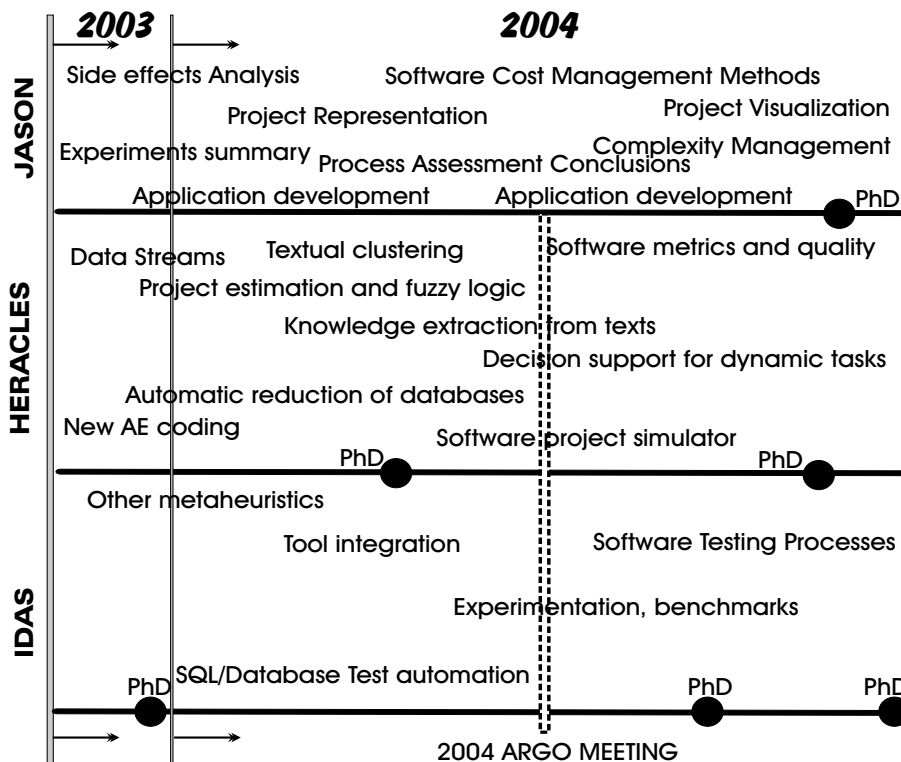 2003
2004
JASON
Side effects Analysis
Software Cost Management Methods
Project Representation
Project Visualization
Experiments summary
Complexity Management
Process Assessment Conclusions
Application development
Application development
PhD
HERACLES
Data Streams
Textual clustering
Software metrics and quality
Project estimation and fuzzy logic
Knowledge extraction from texts
Decision support for dynamic tasks
Automatic reduction of databases
New AE coding
Software project simulator
PhD
PhD
IDAS
Other metaheuristics
Tool integration
Software Testing Processes
Experimentation, benchmarks
SQL/Database Test automation
PhD
PhD
PhD
2004 ARGO MEETING